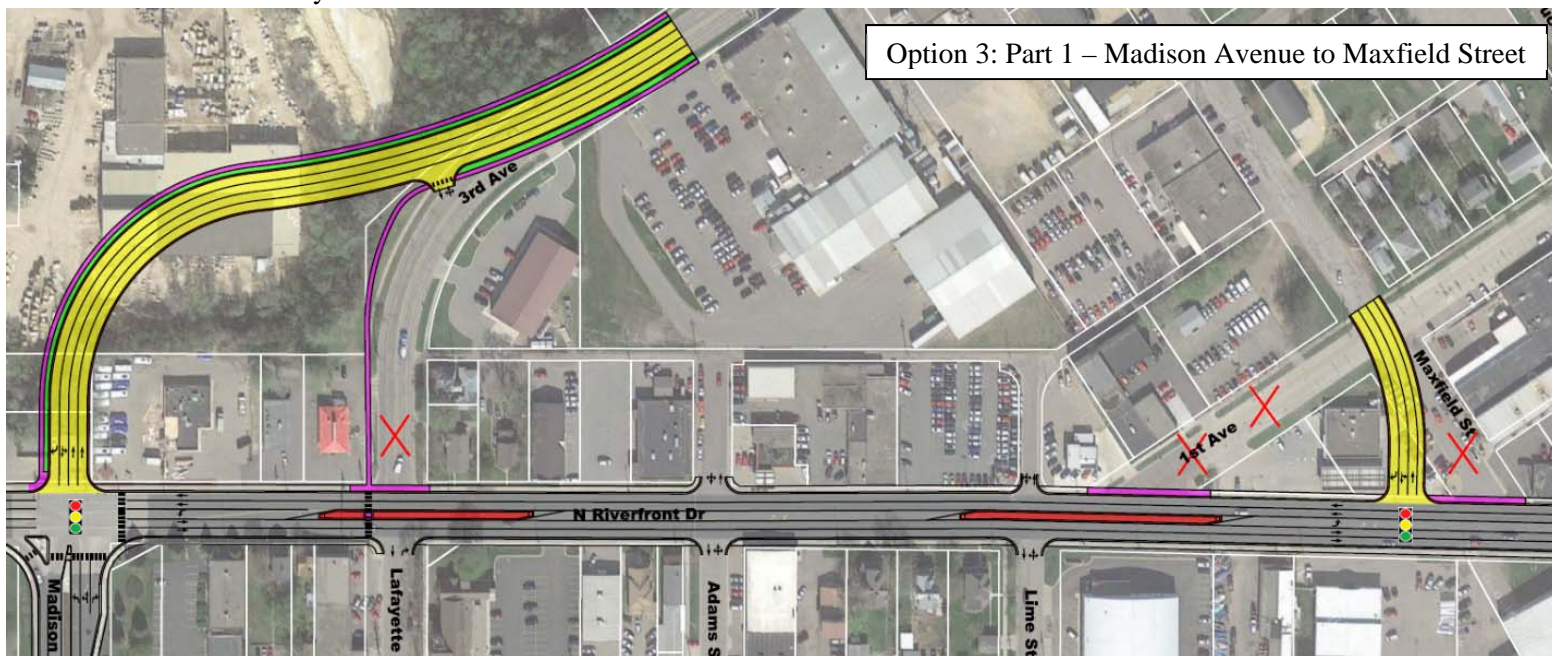 Option 3: Part 1 – Madison Avenue to Maxfield Street
3rd Ave
Maxfield St
1st Ave
N Riverfront Dr
Madison
Lafayette
Adams S
Lime St